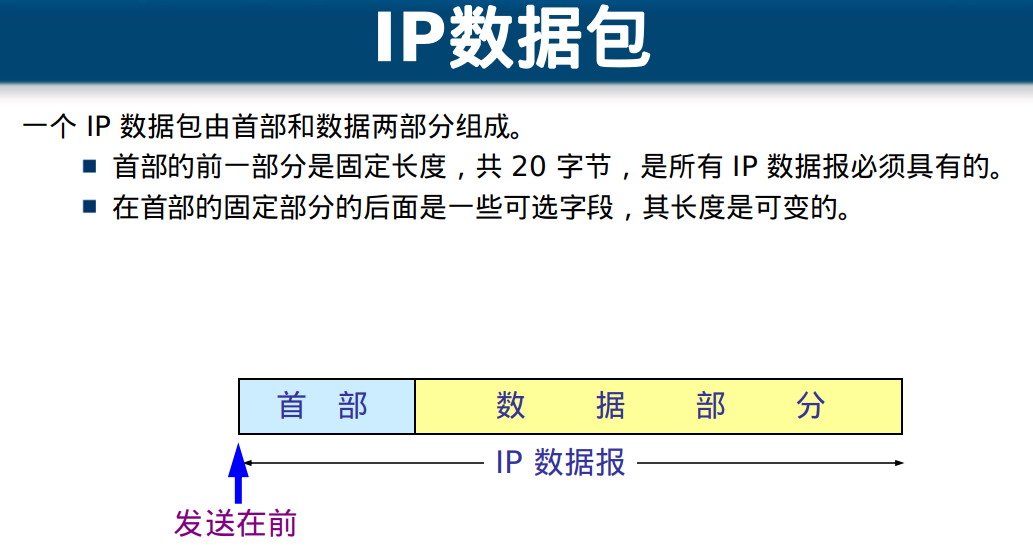 IP数据包
一个 IP 数据包由首部和数据两部分组成。
首部的前一部分是固定长度，共 20 字节，是所有 IP 数据报必须具有的。
在首部的固定部分的后面是一些可选字段，其长度是可变的。
首 部 数 据 部 分
IP 数据报
发送在前